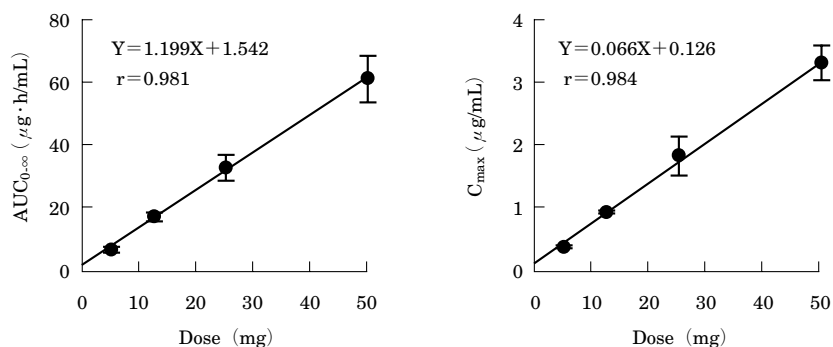 80
60
40
20
0
AUC0-∞ ( μg·h/mL)
Y=1.199X+1.542
r=0.981
0 10 20 30 40 50
Dose (mg)
4
3
2
1
0
Cmax ( μg/mL)
Y=0.066X+0.126
r=0.984
0 10 20 30 40 50
Dose (mg)